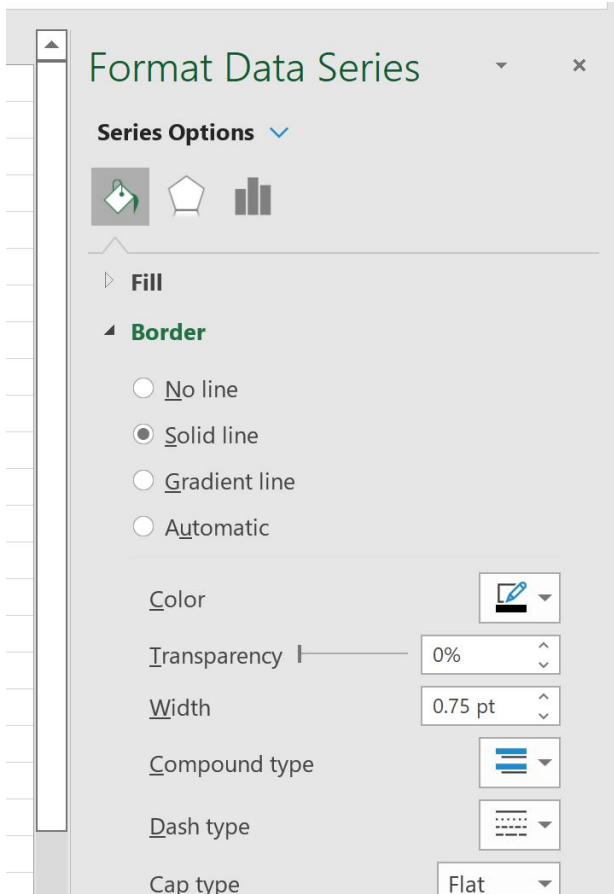 Format Data Series
Series Options
Fill
Border
No line
Solid line
Gradient line
Automatic
Color
Transparency 0%
Width 0.75 pt
Compound type
Dash type
Cap type Flat